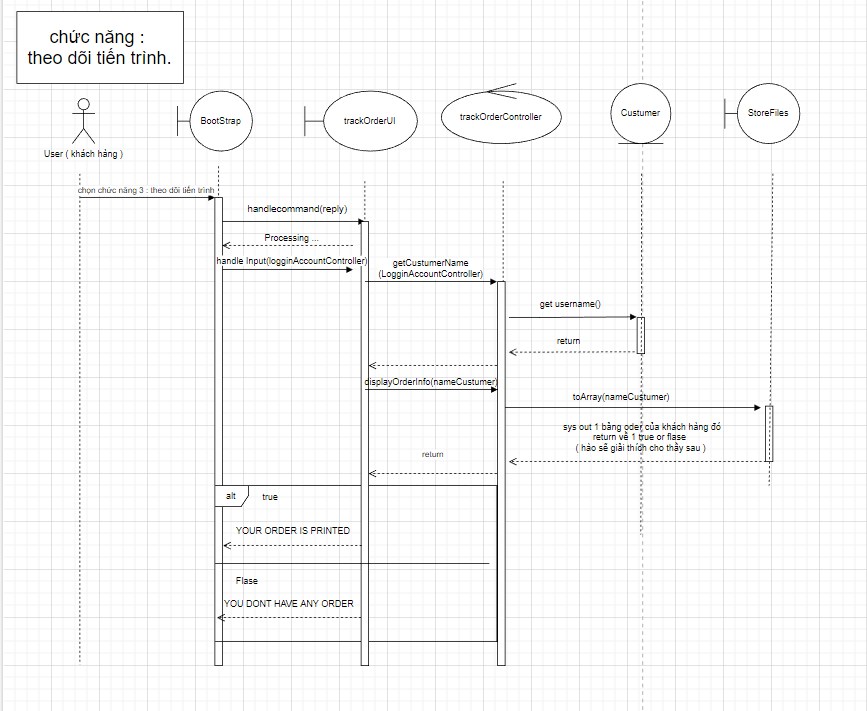 chức năng :
theo dõi tiến trình.
BootStrap
trackOrderUI
trackOrderController
Custumer
StoreFiles
User ( khách hàng )
chọn chức năng 3 : theo dõi tiến trình
handlecommand(reply)
Processing ...
handle Input(logginAccountController)
getCustumerName
(LogginAccountController)
get username()
return
displayOrderInfo(nameCustumer)
toArray(nameCustumer)
sys out 1 bảng oder của khách hàng đó
return về 1 true or flase
( hào sẽ giải thích cho thầy sau )
return
alt
true
YOUR ORDER IS PRINTED
Flase
YOU DONT HAVE ANY ORDER